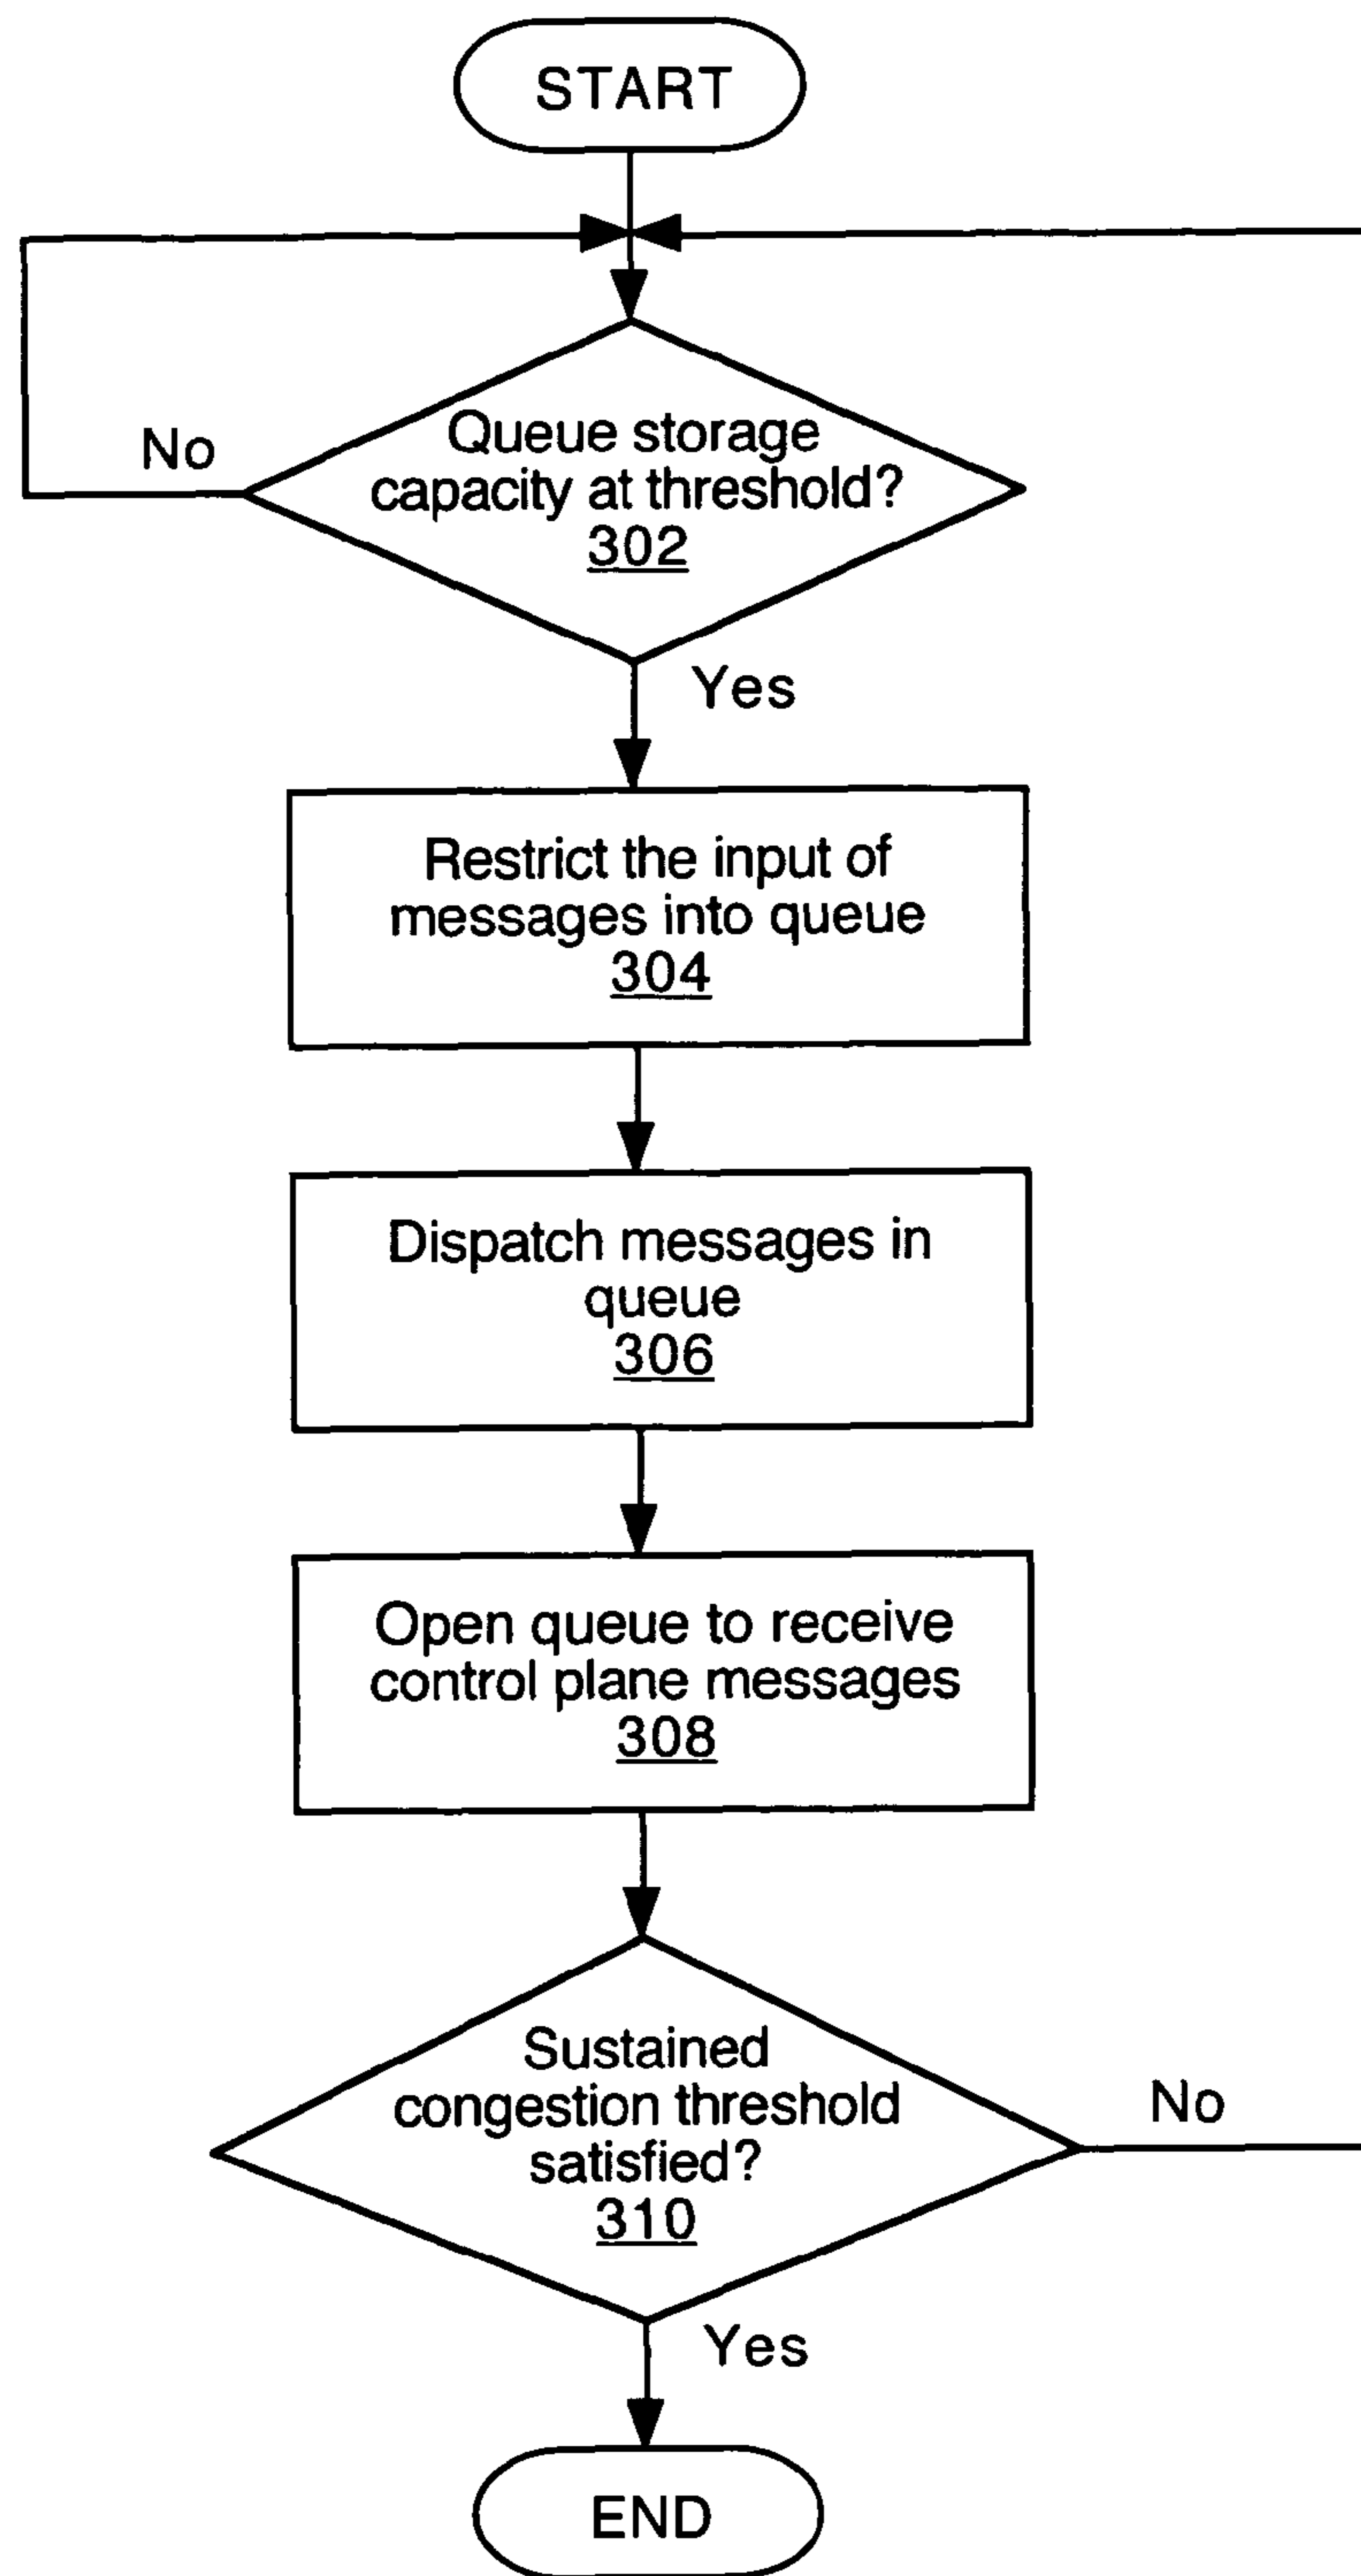 START
No
Queue storage
capacity at threshold?
302
Yes
Restrict the input of
messages into queue
304
Dispatch messages in
queue
306
Open queue to receive
control plane messages
308
Sustained
congestion threshold
satisfied?
310
No
Yes
END